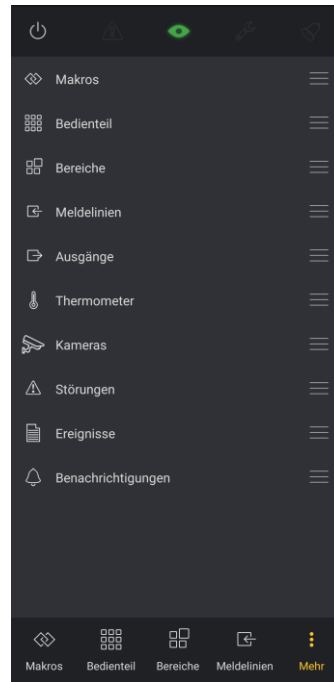 Makros
Bedienteil
Bereiche
Meldelinien
Ausgänge
Thermometer
Kameras
Störungen
Ereignisse
Benachrichtigungen
Makros Bedienteil Bereiche Meldelinien Mehr